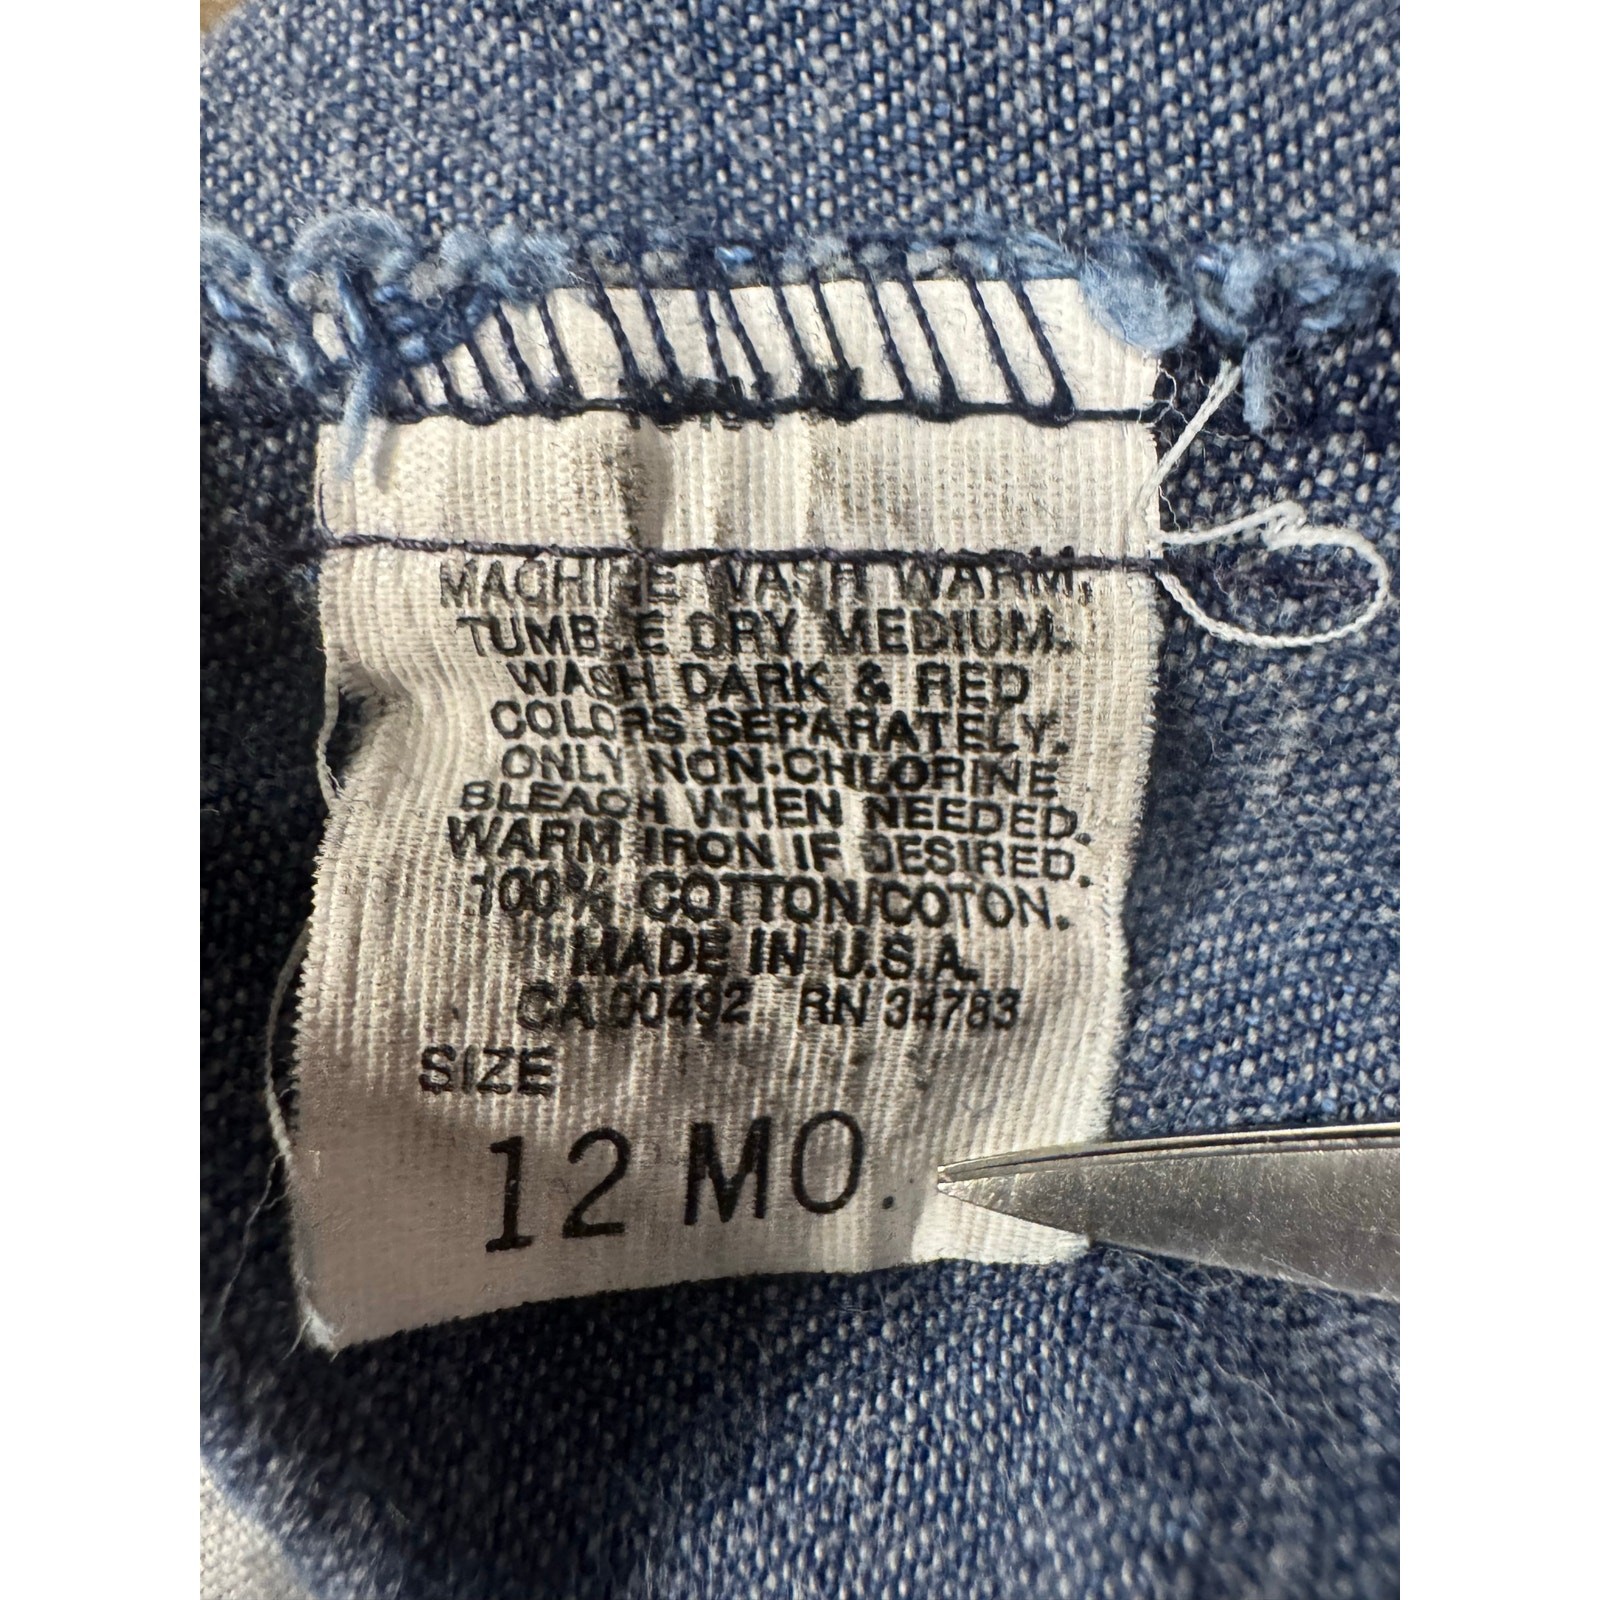 MACHINE WASH WARM,
TUMBLE DRY MEDIUM.
WASH DARK & RED
COLORS SEPARATELY.
ONLY NON-CHLORINE
BLEACH WHEN NEEDED.
WARM IRON IF DESIRED.
100% COTTON/COTON.
MADE IN U.S.A.
CA 00492 RN 34783
SIZE
12 MO.